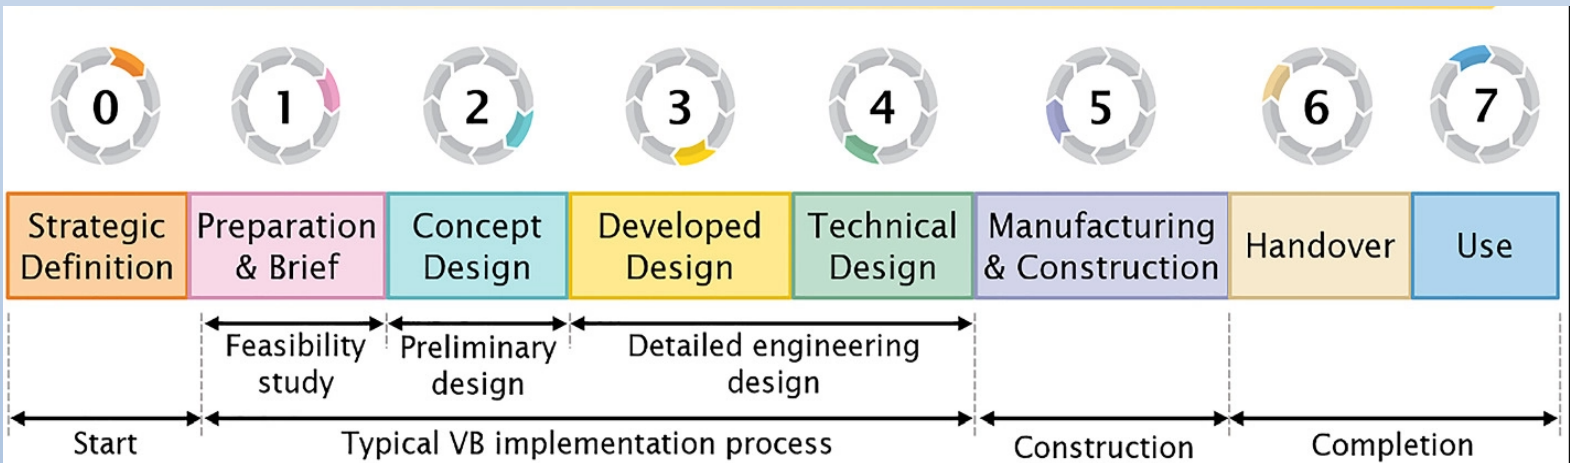 0
1
2
3
4
5
6
7
Strategic
Definition
Preparation
& Brief
Concept
Design
Developed
Design
Technical
Design
Manufacturing
& Construction
Handover
Use
Feasibility
study
Preliminary
design
Detailed engineering
design
Start
Typical VB implementation process
Construction
Completion